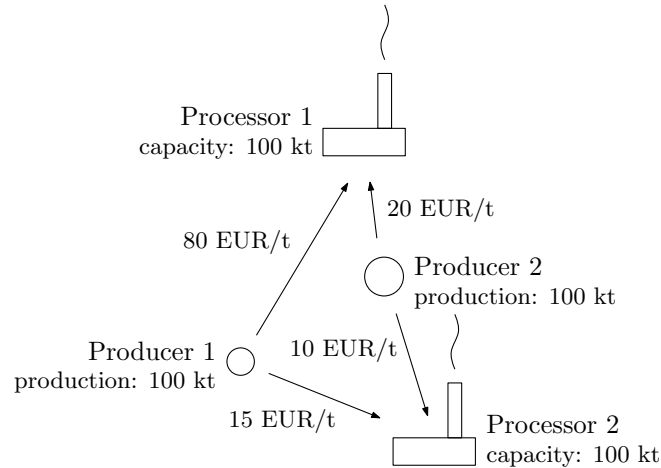 Processor 1
capacity: 100 kt
20 EUR/t
80 EUR/t
Producer 2
production: 100 kt
Producer 1
production: 100 kt
10 EUR/t
15 EUR/t
Processor 2
capacity: 100 kt